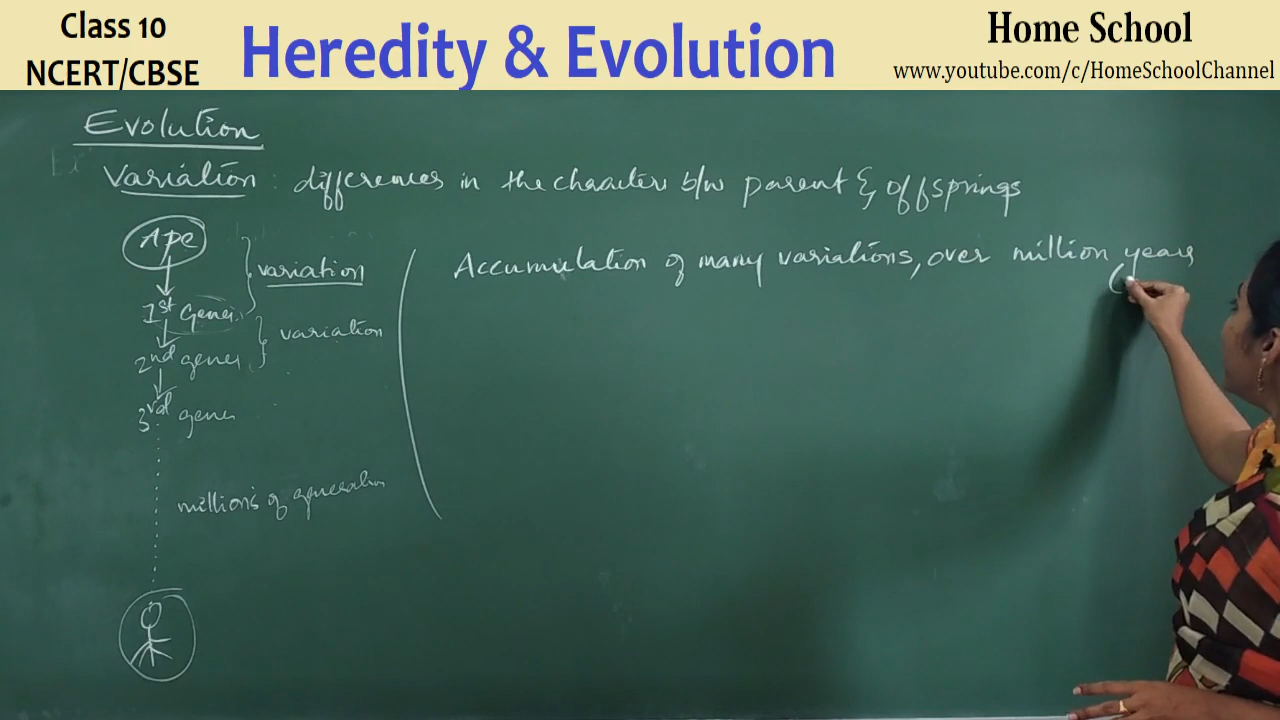 Class 10
NCERT/CBSE
Heredity & Evolution
Home School
www.youtube.com/c/HomeSchoolChannel
Evolution
Variation : differences in the characters b/w parent & offsprings
Ape
variation
1st gener.
variation
2nd gener
3rd gener
millions of generation
Accumulation of many variations, over million years
(